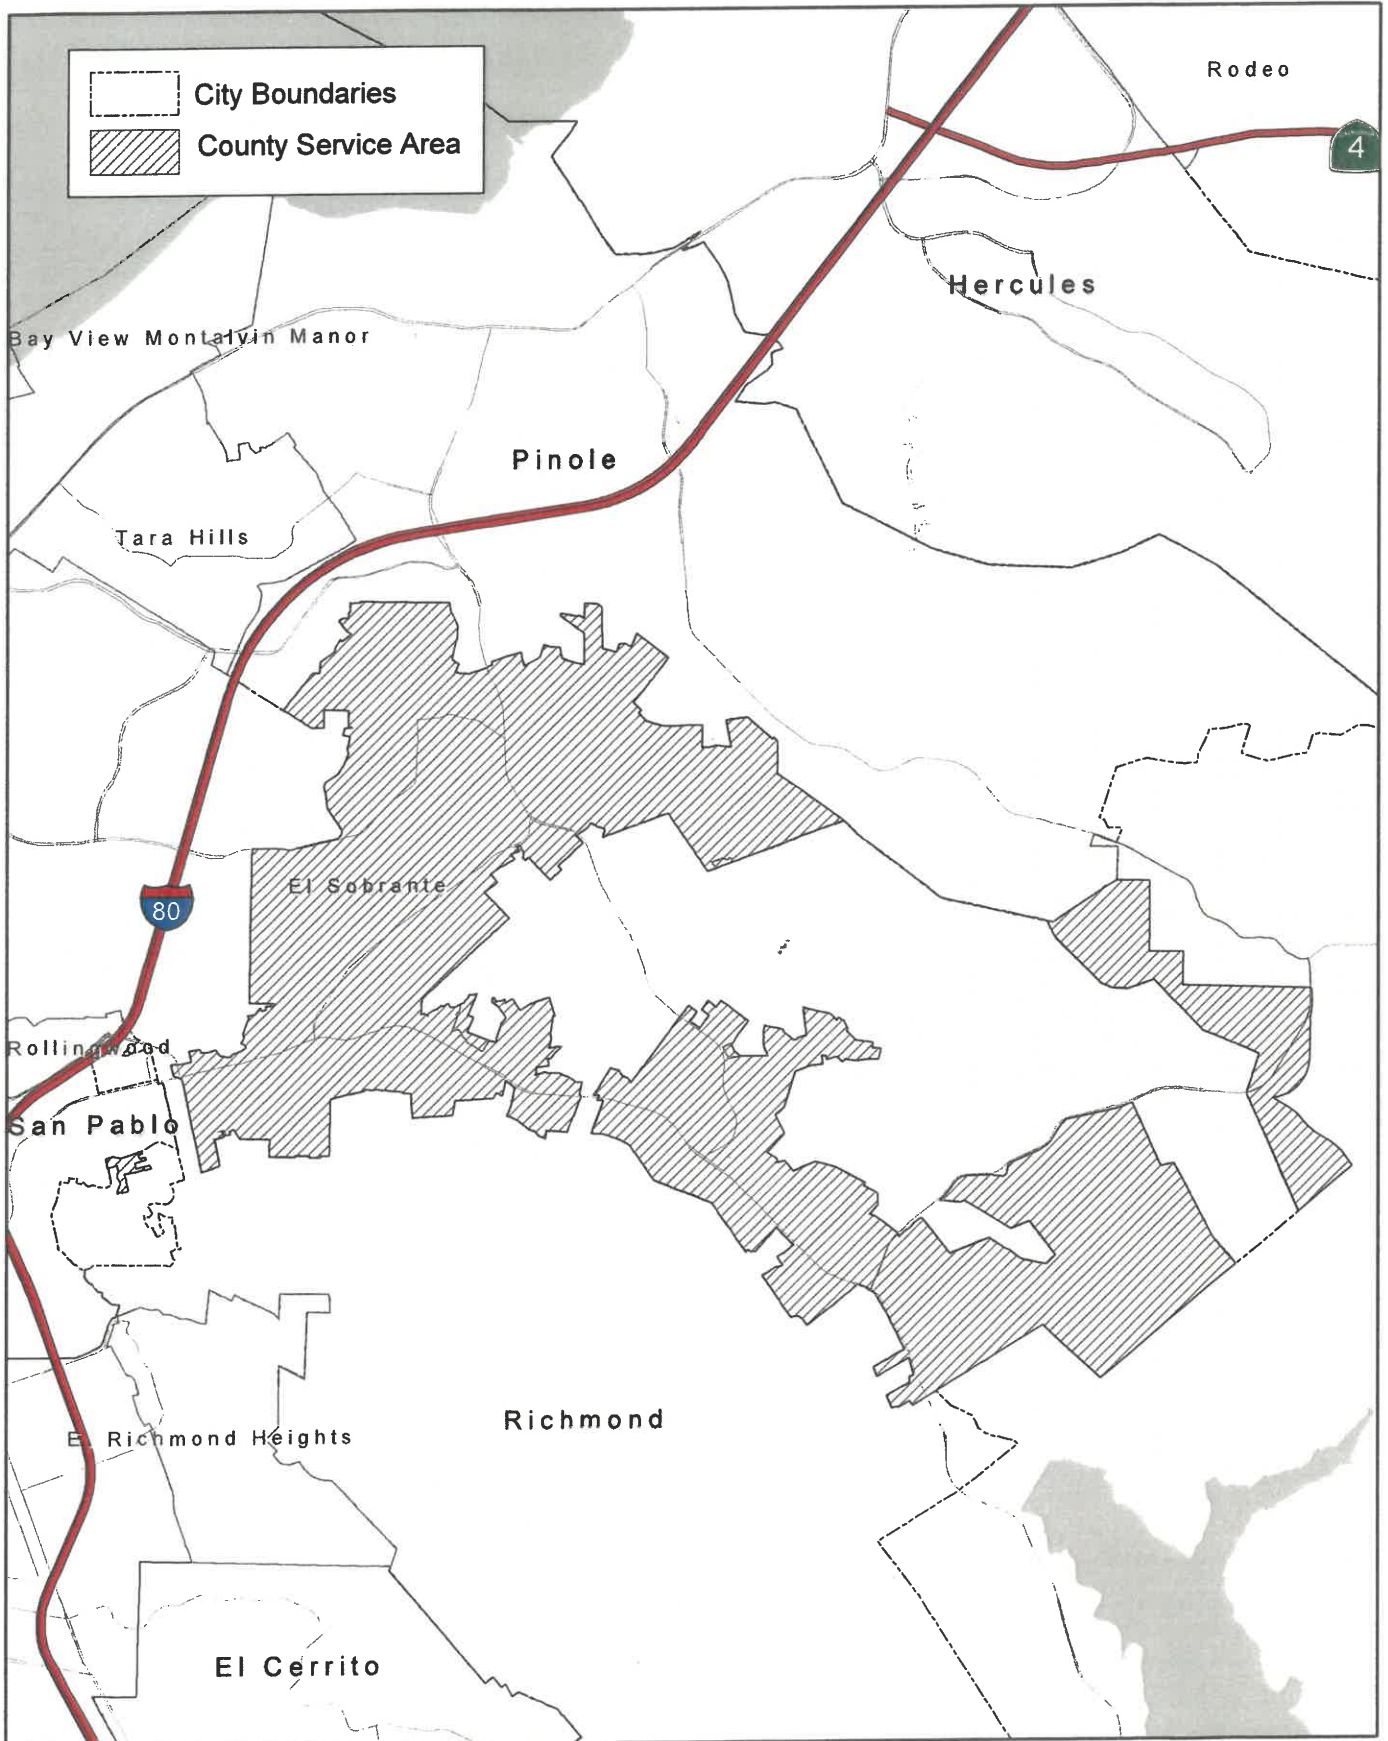 City Boundaries
County Service Area
Rodeo
4
Hercules
Bay View Montalvin Manor
Pinole
Tara Hills
El Sobrante
80
Rollingwood
San Pablo
Richmond
E. Richmond Heights
El Cerrito